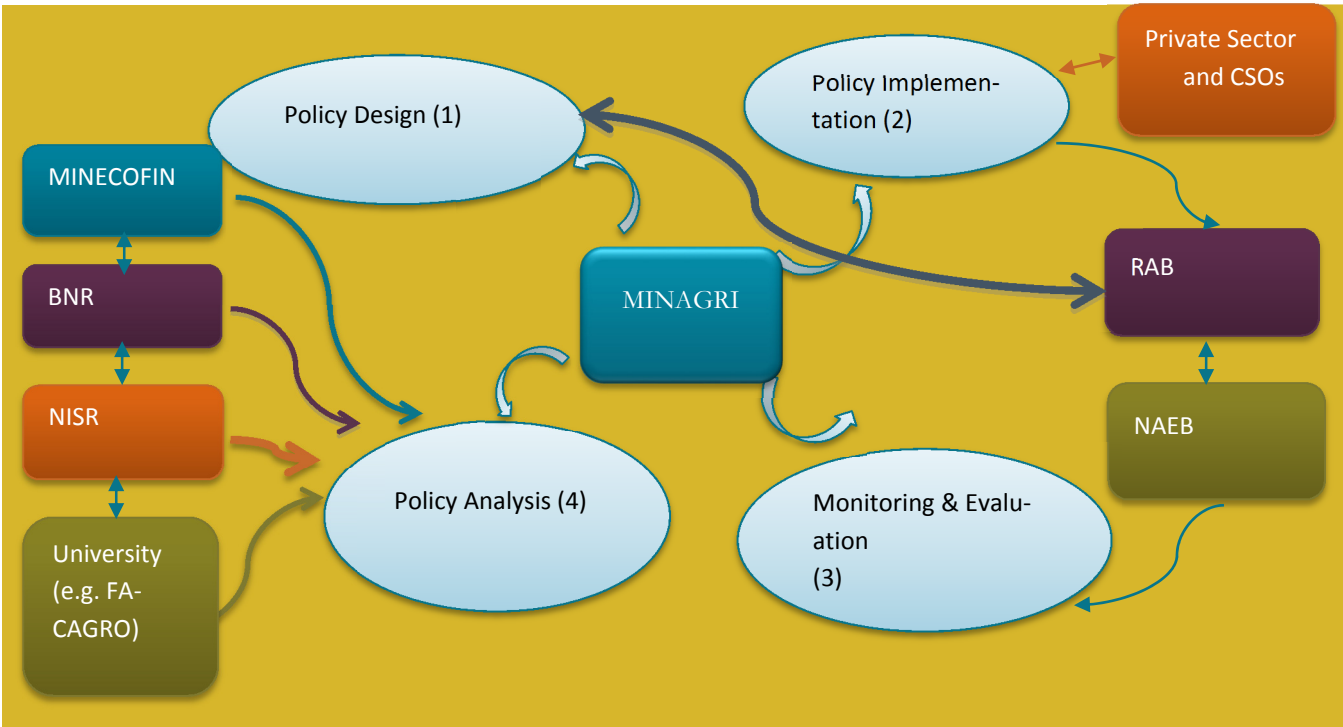 Private Sector
and CSOs
Policy Implemen-
tation (2)
Policy Design (1)
MINECOFIN
RAB
BNR
MINAGRI
NISR
NAEB
Policy Analysis (4)
Monitoring & Evalu-
ation
(3)
University
(e.g. FA-
CAGRO)